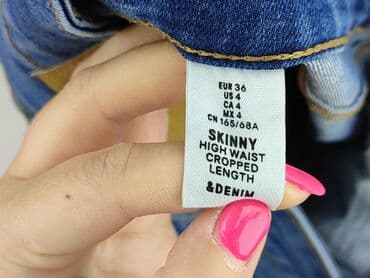 EUR 36
US 4
CA 4
MX 4
CN 165/68A
SKINNY
HIGH WAIST
CROPPED
LENGTH
&DENIM